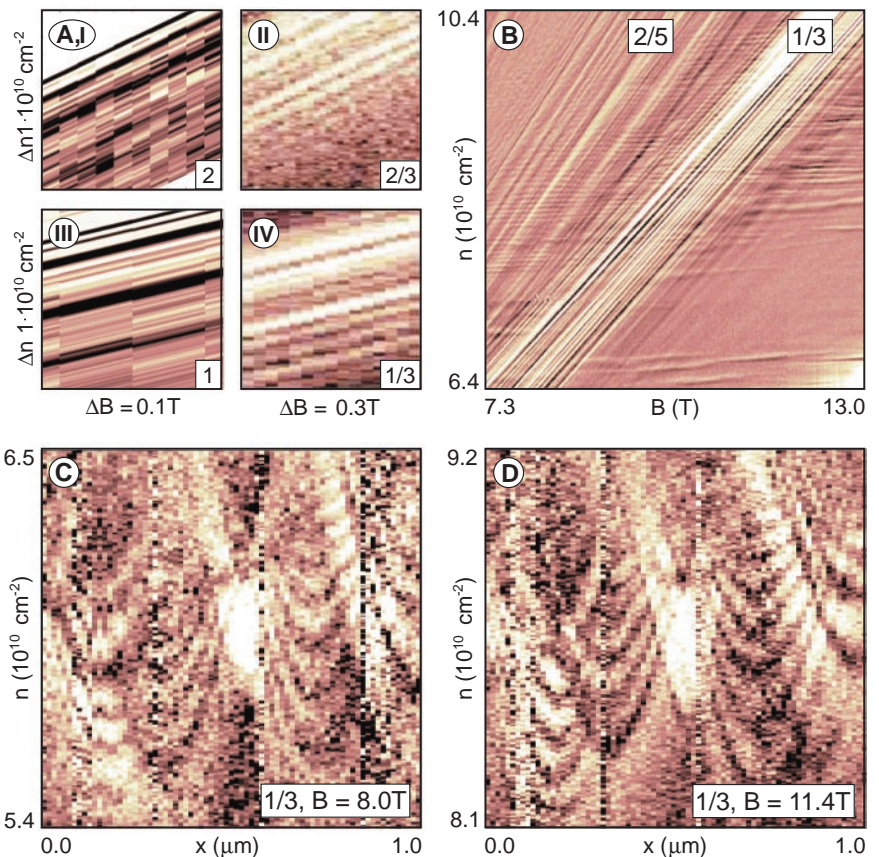 A,I
II
Δn1·10¹⁰ cm⁻²
2
2/3
III
IV
Δn 1·10¹⁰ cm⁻²
1
1/3
ΔB = 0.1T
ΔB = 0.3T
10.4
B
2/5
1/3
n (10¹⁰ cm⁻²)
6.4
7.3
B (T)
13.0
6.5
C
n (10¹⁰ cm⁻²)
1/3, B = 8.0T
5.4
0.0
x (μm)
1.0
9.2
D
n (10¹⁰ cm⁻²)
1/3, B = 11.4T
8.1
0.0
x (μm)
1.0